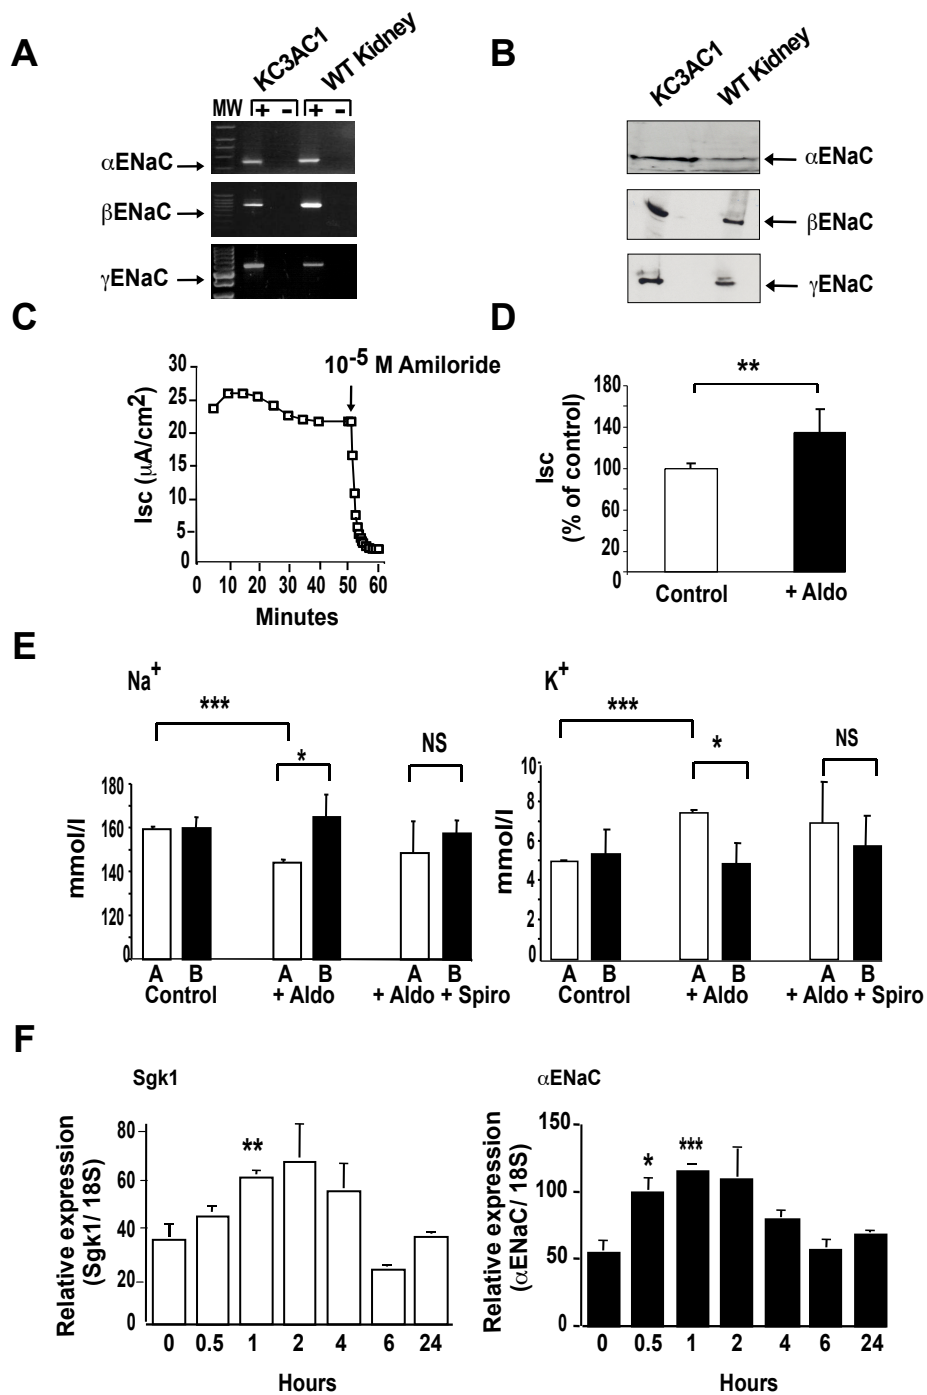 A
KC3AC1
WT Kidney
MW + - + -
αENaC
βENaC
γENaC
B
KC3AC1
WT Kidney
αENaC
βENaC
γENaC
C
10-5 M Amiloride
Isc (μA/cm2)
30
25
20
15
10
5
0
0 10 20 30 40 50 60
Minutes
D
**
Isc
(% of control)
180
140
100
60
20
0
Control + Aldo
E
Na+
***
*
NS
mmol/l
180
160
140
120
0
A B A B A B
Control + Aldo + Aldo + Spiro
K+
***
*
NS
mmol/l
10
8
6
4
2
0
A B A B A B
Control + Aldo + Aldo + Spiro
F
Sgk1
Relative expression
(Sgk1/ 18S)
80
60
40
20
0
**
0 0.5 1 2 4 6 24
Hours
αENaC
Relative expression
(αENaC/ 18S)
150
100
50
0
*
***
0 0.5 1 2 4 6 24
Hours